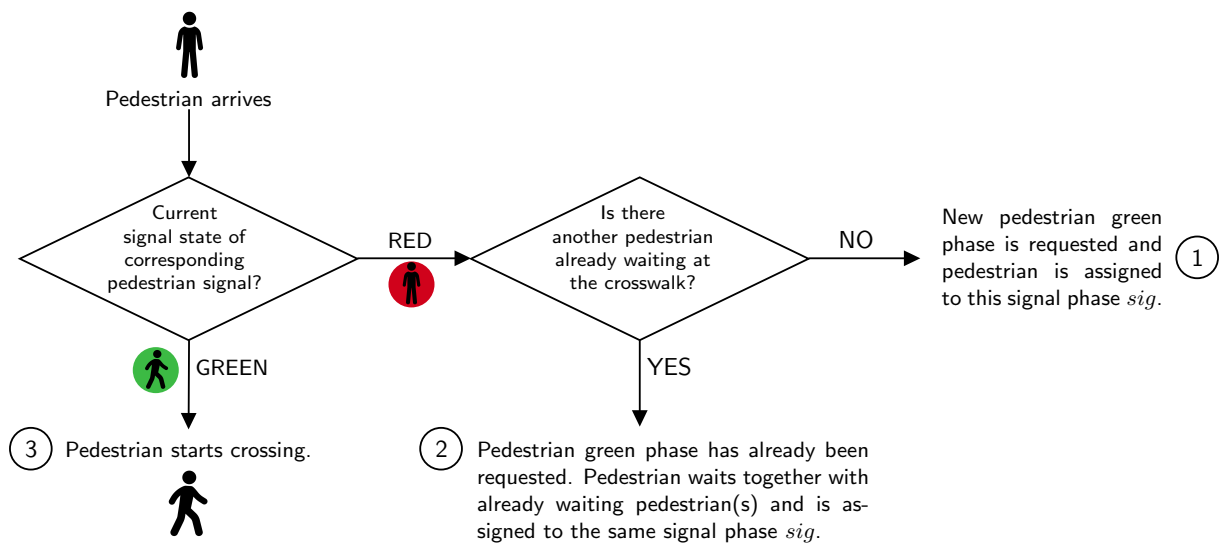 Pedestrian arrives
Current
signal state of
corresponding
pedestrian signal?
RED
Is there
another pedestrian
already waiting at
the crosswalk?
NO
New pedestrian green
phase is requested and
pedestrian is assigned
to this signal phase sig.
1
GREEN
YES
3
Pedestrian starts crossing.
2
Pedestrian green phase has already been
requested. Pedestrian waits together with
already waiting pedestrian(s) and is as-
signed to the same signal phase sig.